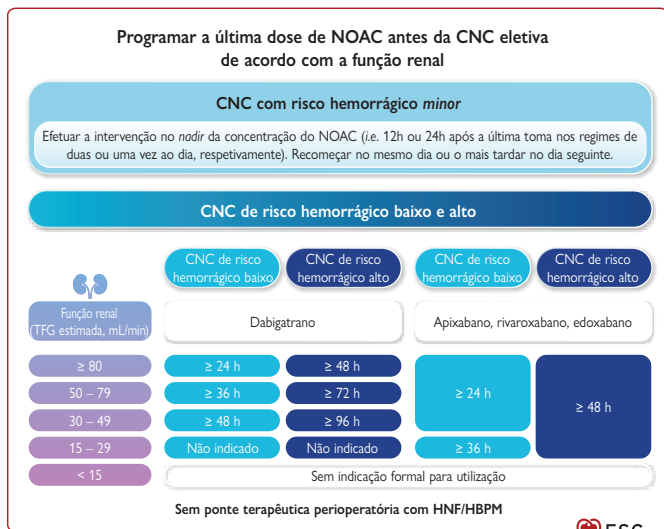 Programar a última dose de NOAC antes da CNC eletiva
de acordo com a função renal
CNC com risco hemorrágico minor
Efetuar a intervenção no nadir da concentração do NOAC (i.e. 12h ou 24h após a última toma nos regimes de
duas ou uma vez ao dia, respetivamente). Recomeçar no mesmo dia ou o mais tardar no dia seguinte.
CNC de risco hemorrágico baixo e alto
CNC de risco
hemorrágico baixo
CNC de risco
hemorrágico alto
CNC de risco
hemorrágico baixo
CNC de risco
hemorrágico alto
Função renal
(TFG estimada, mL/min)
Dabigatrano
Apixabano, rivaroxabano, edoxabano
≥ 80
≥ 24 h
≥ 48 h
≥ 24 h
≥ 48 h
50 – 79
≥ 36 h
≥ 72 h
30 – 49
≥ 48 h
≥ 96 h
15 – 29
Não indicado
Não indicado
≥ 36 h
< 15
Sem indicação formal para utilização
Sem ponte terapêutica perioperatória com HNF/HBPM
ESC